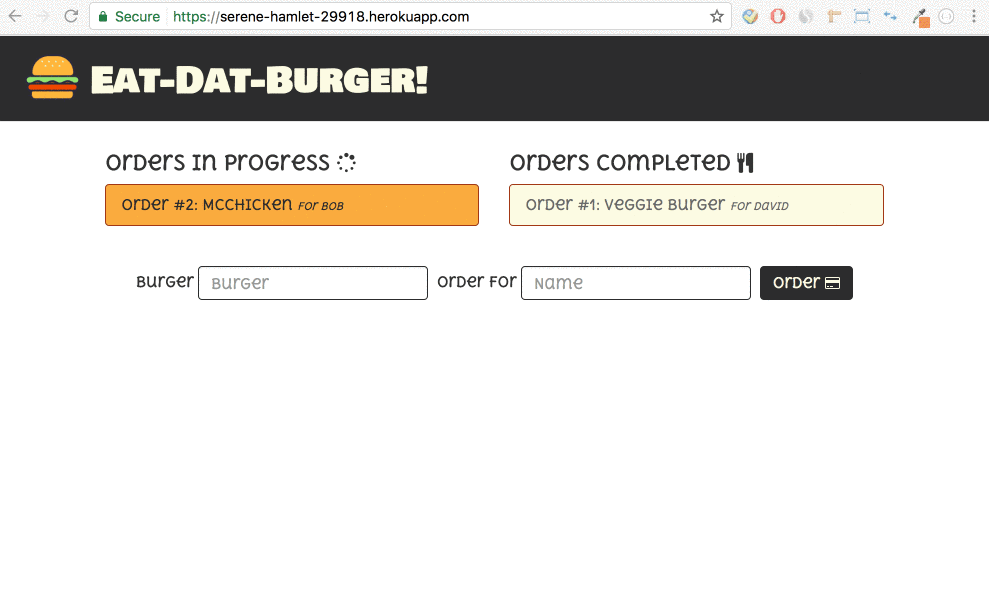 Secure https://serene-hamlet-29918.herokuapp.com
Eat-Dat-Burger!
Orders In Progress
Order #2: McChicken for Bob
Orders Completed
Order #1: Veggie Burger for David
Burger Burger Order For Name Order